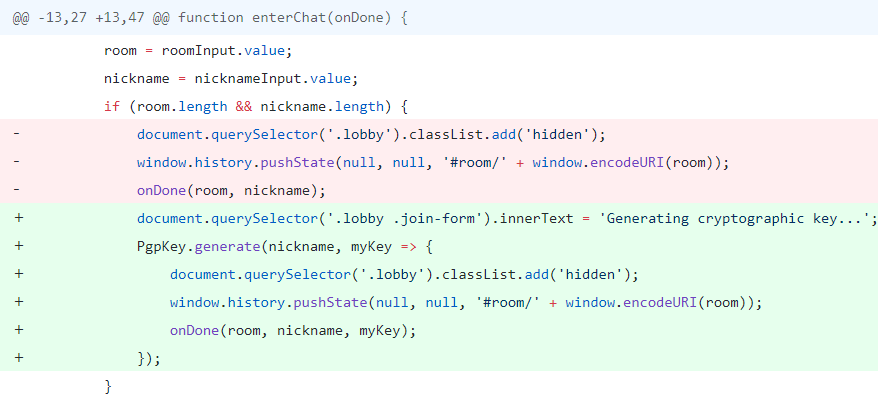 @@ -13,27 +13,47 @@ function enterChat(onDone) {
room = roomInput.value;
nickname = nicknameInput.value;
if (room.length && nickname.length) {
- document.querySelector('.lobby').classList.add('hidden');
- window.history.pushState(null, null, '#room/' + window.encodeURI(room));
- onDone(room, nickname);
+ document.querySelector('.lobby .join-form').innerText = 'Generating cryptographic key...';
+ PgpKey.generate(nickname, myKey => {
+ document.querySelector('.lobby').classList.add('hidden');
+ window.history.pushState(null, null, '#room/' + window.encodeURI(room));
+ onDone(room, nickname, myKey);
+ });
}